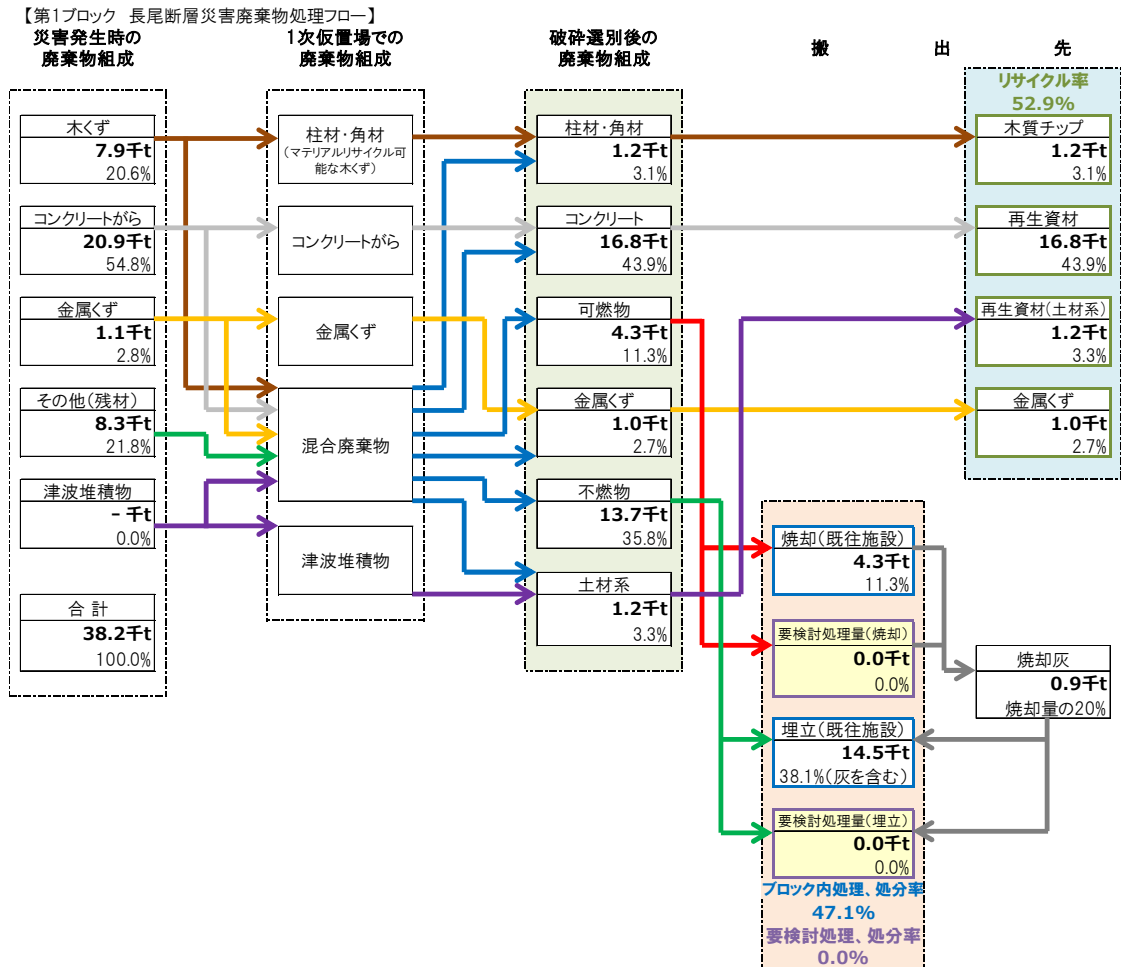 【第1ブロック 長尾断層災害廃棄物処理フロー】
災害発生時の
廃棄物組成
1次仮置場での
廃棄物組成
破砕選別後の
廃棄物組成
搬 出 先
木くず
7.9千t
20.6%
コンクリートがら
20.9千t
54.8%
金属くず
1.1千t
2.8%
その他(残材)
8.3千t
21.8%
津波堆積物
- 千t
0.0%
合 計
38.2千t
100.0%
柱材・角材
(マテリアルリサイクル可
能な木くず)
コンクリートがら
金属くず
混合廃棄物
津波堆積物
柱材・角材
1.2千t
3.1%
コンクリート
16.8千t
43.9%
可燃物
4.3千t
11.3%
金属くず
1.0千t
2.7%
不燃物
13.7千t
35.8%
土材系
1.2千t
3.3%
リサイクル率
52.9%
木質チップ
1.2千t
3.1%
再生資材
16.8千t
43.9%
再生資材(土材系)
1.2千t
3.3%
金属くず
1.0千t
2.7%
焼却(既往施設)
4.3千t
11.3%
要検討処理量(焼却)
0.0千t
0.0%
埋立(既往施設)
14.5千t
38.1%(灰を含む)
要検討処理量(埋立)
0.0千t
0.0%
ブロック内処理、処分率
47.1%
要検討処理、処分率
0.0%
焼却灰
0.9千t
焼却量の20%